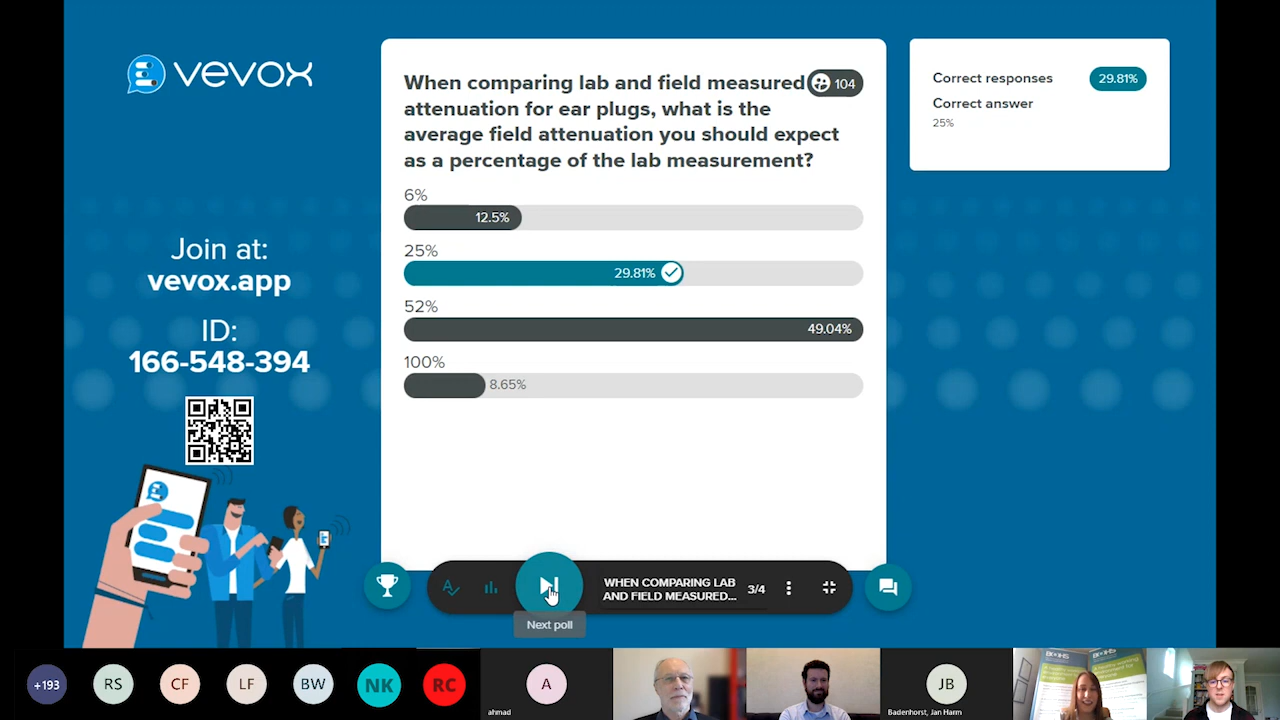 vevox
When comparing lab and field measured
104
attenuation for ear plugs, what is the
average field attenuation you should expect
as a percentage of the lab measurement?
6%
12.5%
25%
29.81%
52%
49.04%
100%
8.65%
Correct responses
29.81%
Correct answer
25%
Join at:
vevox.app
ID:
166-548-394
WHEN COMPARING LAB
AND FIELD MEASURED...
3/4
Next poll
+193
RS
CF
LF
BW
NK
RC
A
ahmad
JB
Badenhorst, Jan Harm